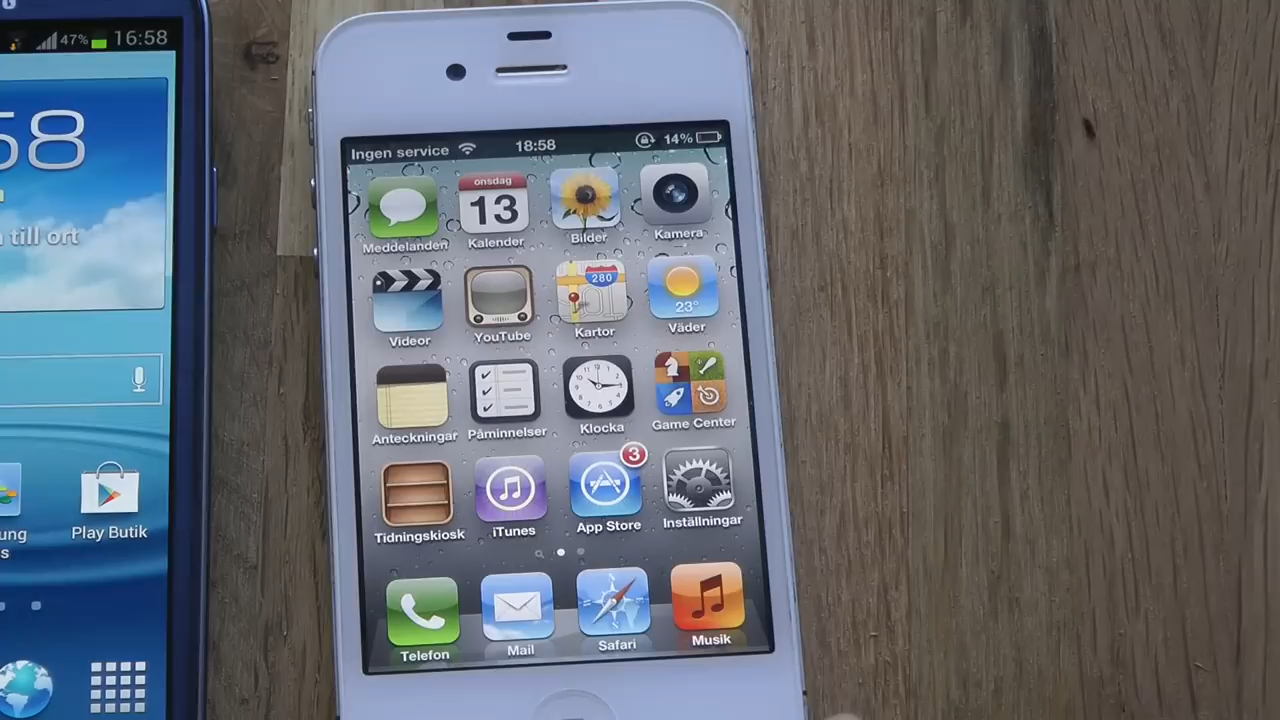 47% 16:58
58
till ort
Play Butik
Ingen service 18:58 14%
onsdag
13
280
23°
Meddelanden Kalender Bilder Kamera
Videor YouTube Kartor Väder
Anteckningar Påminnelser Klocka Game Center
3
Tidningskiosk iTunes App Store Inställningar
Telefon Mail Safari Musik